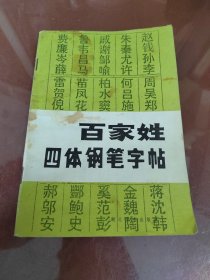 赵钱孙李周吴郑
朱秦尤许何吕施
戚谢邹喻柏水窦
鲁韦昌马苗凤花
费廉岑薛雷贺倪
百家姓
四体钢笔字帖
蒋沈韩
金魏陶
奚范彭
酆鲍史
郝邬安